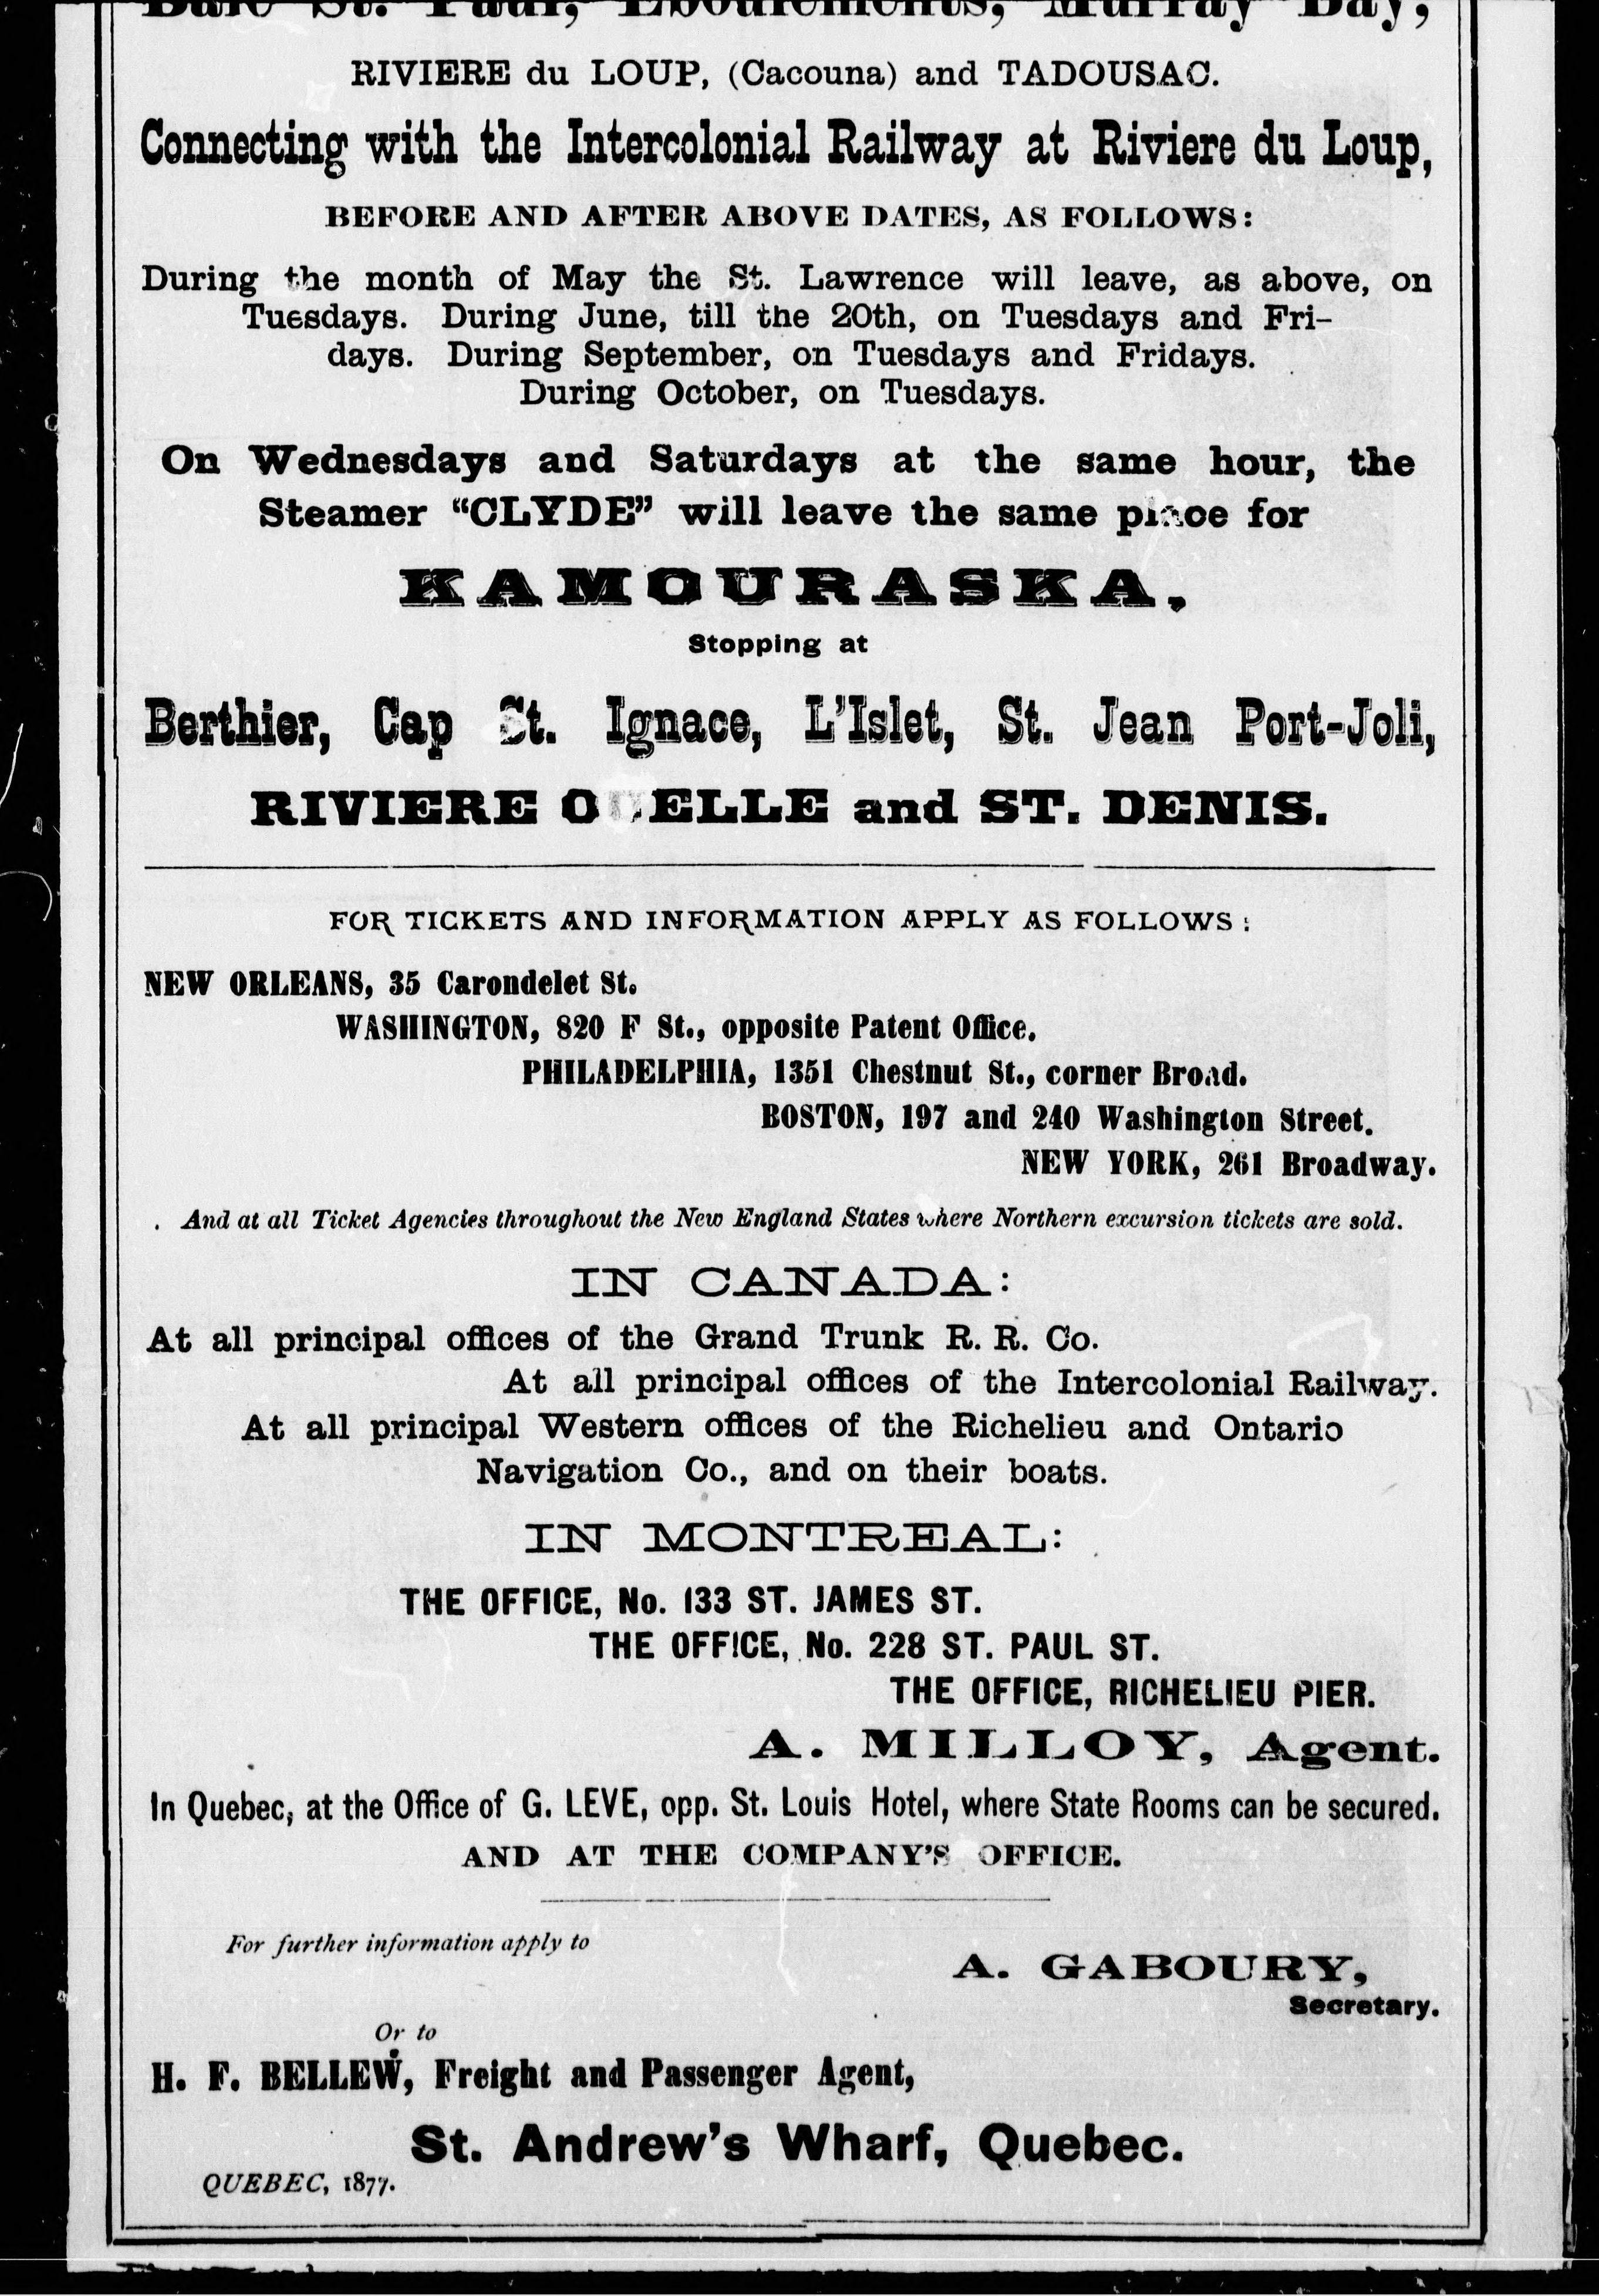 Baie St. Paul, Eboulements, Murray Bay,
RIVIERE du LOUP, (Cacouna) and TADOUSAC.
Connecting with the Intercolonial Railway at Riviere du Loup,
BEFORE AND AFTER ABOVE DATES, AS FOLLOWS:
During the month of May the St. Lawrence will leave, as above, on
Tuesdays. During June, till the 20th, on Tuesdays and Fri-
days. During September, on Tuesdays and Fridays.
During October, on Tuesdays.
On Wednesdays and Saturdays at the same hour, the
Steamer "CLYDE" will leave the same place for
KAMOURASKA,
Stopping at
Berthier, Cap St. Ignace, L'Islet, St. Jean Port-Joli,
RIVIERE OUELLE and ST. DENIS.
FOR TICKETS AND INFORMATION APPLY AS FOLLOWS:
NEW ORLEANS, 35 Carondelet St.
WASHINGTON, 820 F St., opposite Patent Office.
PHILADELPHIA, 1351 Chestnut St., corner Broad.
BOSTON, 197 and 240 Washington Street.
NEW YORK, 261 Broadway.
And at all Ticket Agencies throughout the New England States where Northern excursion tickets are sold.
IN CANADA:
At all principal offices of the Grand Trunk R. R. Co.
At all principal offices of the Intercolonial Railway.
At all principal Western offices of the Richelieu and Ontario
Navigation Co., and on their boats.
IN MONTREAL:
THE OFFICE, No. 133 ST. JAMES ST.
THE OFFICE, No. 228 ST. PAUL ST.
THE OFFICE, RICHELIEU PIER.
A. MILLOY, Agent.
In Quebec, at the Office of G. LEVE, opp. St. Louis Hotel, where State Rooms can be secured.
AND AT THE COMPANY'S OFFICE.
For further information apply to
A. GABOURY,
Secretary.
Or to
H. F. BELLEW, Freight and Passenger Agent,
St. Andrew's Wharf, Quebec.
QUEBEC, 1877.